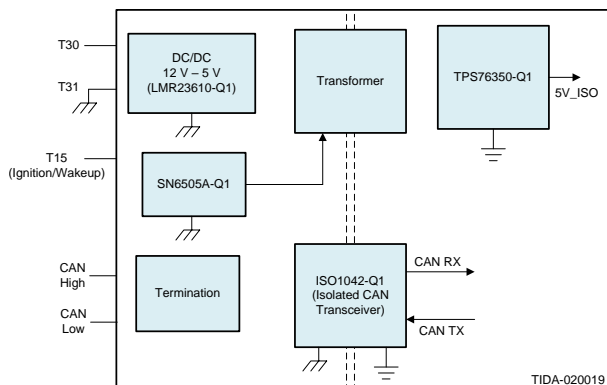 T30
T31
T15
(Ignition/Wakeup
CAN
High
CAN
Low
DC/DC
12 V – 5 V
(LMR23610-Q1)
SN6505A-Q1
Termination
Transformer
ISO1042-Q1
(Isolated CAN
Transceiver)
TPS76350-Q1
5V_ISO
CAN RX
CAN TX
TIDA-020019